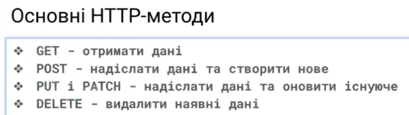 Основні HTTP-методи
❖ GET - отримати дані
❖ POST - надіслати дані та створити нове
❖ PUT і PATCH - надіслати дані та оновити існуюче
❖ DELETE - видалити наявні дані